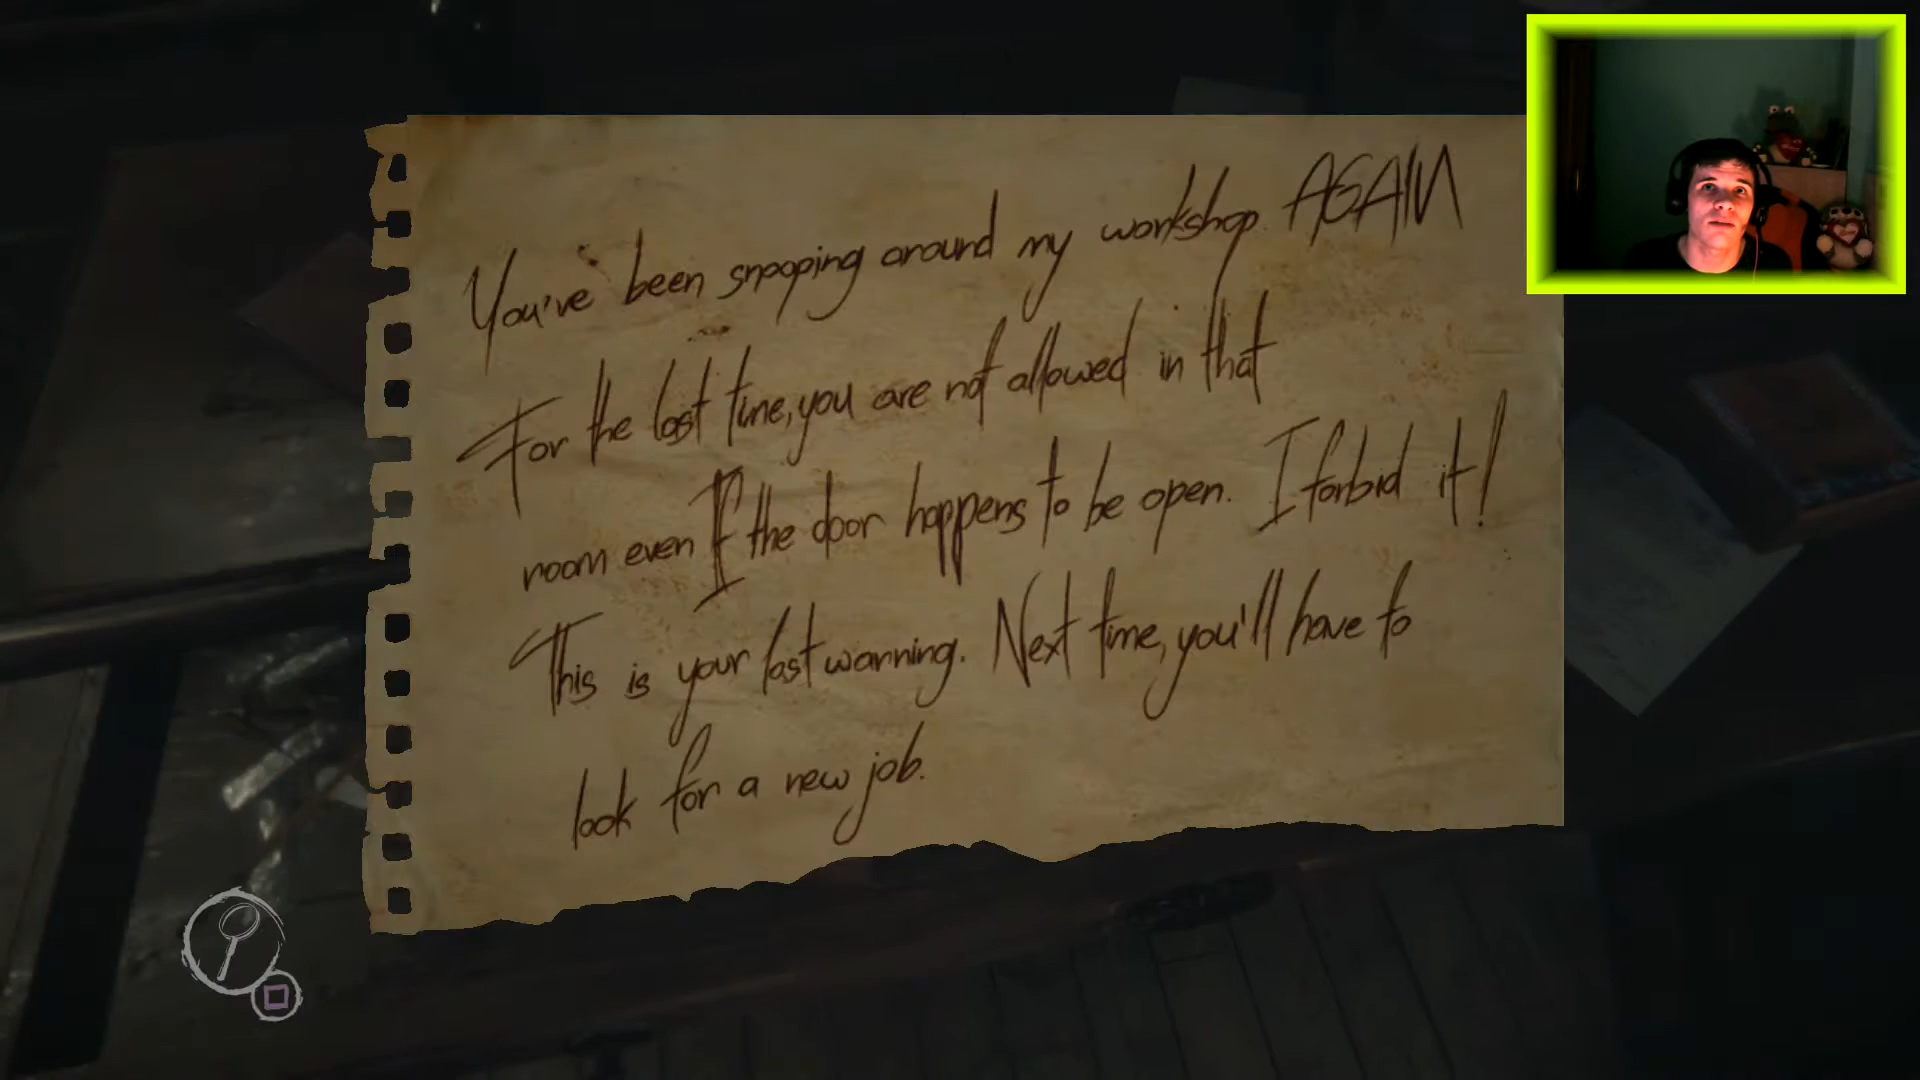 You've been snooping around my workshop. AGAIN
For the last time, you are not allowed in that
room even If the door happens to be open. I forbid it!
This is your last warning. Next time, you'll have to
look for a new job.